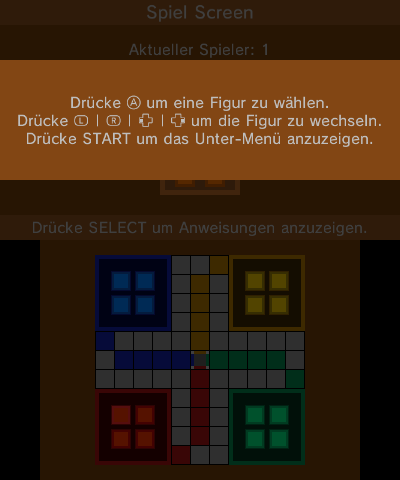 Spiel Screen
Aktueller Spieler: 1
Drücke Ⓐ um eine Figur zu wählen.
Drücke L | R | ✚ | ✚ um die Figur zu wechseln.
Drücke START um das Unter-Menü anzuzeigen.
Drücke SELECT um Anweisungen anzuzeigen.